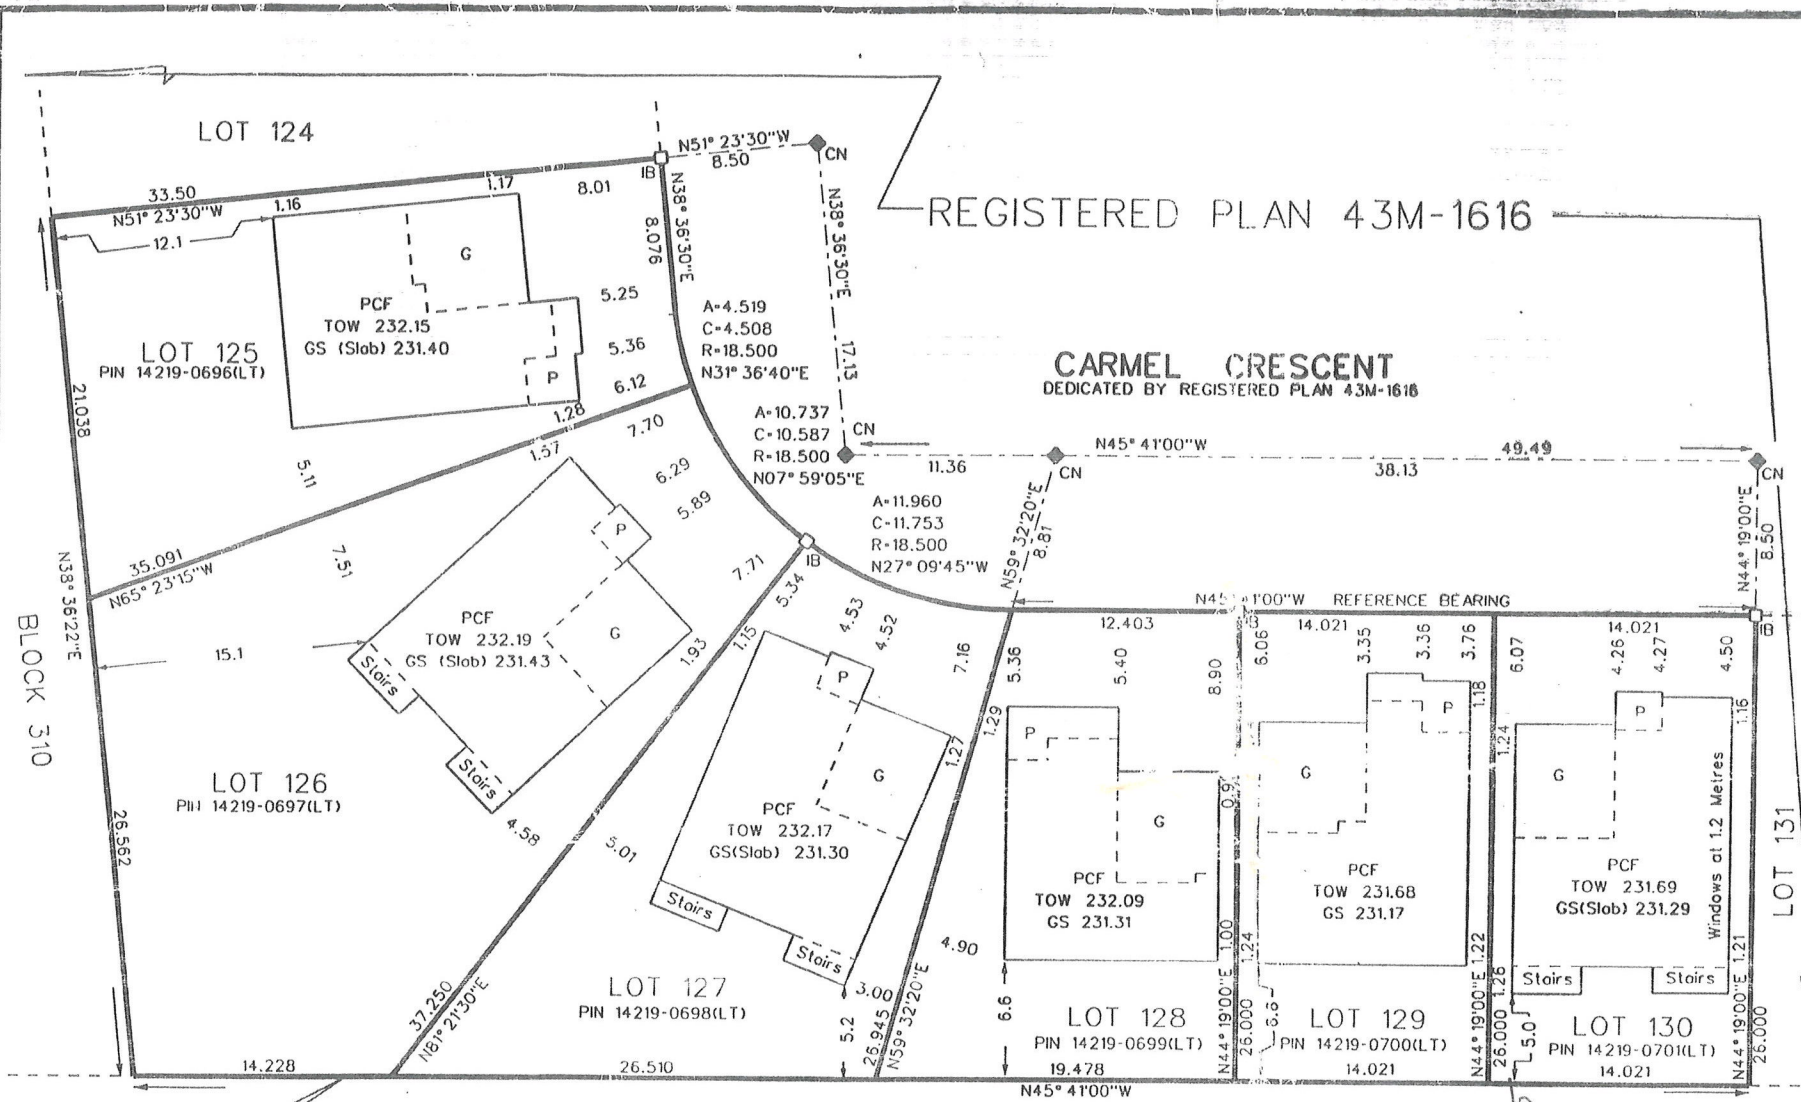 LOT 124
N51° 23'30"W
8.50
CN
IB
33.50
N51° 23'30"W
1.16
1.17
8.01
12.1
N38° 36'30"E
8.076
N38° 36'30"E
17.13
REGISTERED PLAN 43M-1616
G
PCF
TOW 232.15
GS (Slab) 231.40
P
5.25
5.36
6.12
1.28
LOT 125
PIN 14219-0696(LT)
21.038
A=4.519
C=4.508
R=18.500
N31° 36'40"E
CARMEL CRESCENT
DEDICATED BY REGISTERED PLAN 43M-1616
A=10.737
C=10.587
R=18.500
N07° 59'05"E
CN
11.36
N45° 41'00"W
49.49
38.13
CN
CN
N59° 32'20"E
8.81
N44° 19'00"E
8.50
7.70
1.57
6.29
5.89
5.11
35.091
N65° 23'15"W
7.51
7.71
IB
5.34
A=11.960
C=11.753
R=18.500
N27° 09'45"W
REFERENCE BEARING
N38° 36'22"E
BLOCK 310
15.1
P
PCF
TOW 232.19
GS (Slab) 231.43
G
Stairs
Stairs
1.93
1.15
4.53
4.52
7.16
LOT 126
PIN 14219-0697(LT)
26.562
4.58
5.01
P
G
PCF
TOW 232.17
GS(Slab) 231.30
Stairs
Stairs
1.27
1.29
4.90
3.00
5.2
LOT 127
PIN 14219-0698(LT)
37.250
N81° 21'30"E
26.945
N59° 32'20"E
14.228
26.510
12.403
5.36
5.40
8.90
P
G
PCF
TOW 232.09
GS 231.31
1.00
6.6
LOT 128
PIN 14219-0699(LT)
19.478
N45° 41'00"W
N44° 19'00"E
26.000
14.021
6.06
3.35
3.36
3.76
1.18
1.24
P
G
PCF
TOW 231.68
GS 231.17
1.24
1.22
LOT 129
PIN 14219-0700(LT)
14.021
N44° 19'00"E
26.000
14.021
IB
6.07
4.26
4.27
4.50
1.16
P
G
Windows at 1.2 Metres
PCF
TOW 231.69
GS(Slab) 231.29
1.26
1.21
Stairs
Stairs
5.0
LOT 130
PIN 14219-0701(LT)
14.021
N44° 19'00"E
26.000
LOT 131